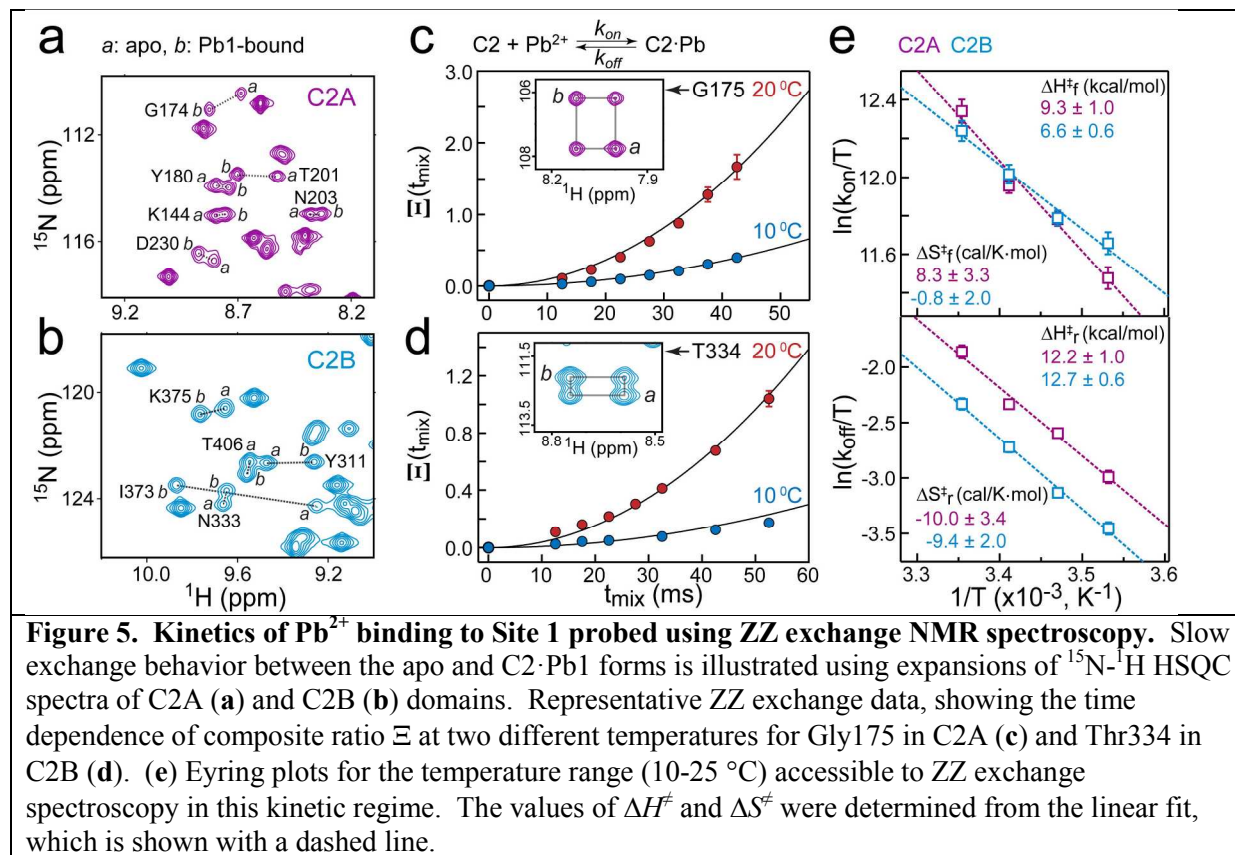 a
a: apo, b: Pb1-bound
C2A
G174 b
a
Y180 a
b
b
a T201
N203
K144 a
b
a
b
D230 b
a
112
116
¹⁵N (ppm)
9.2
8.7
8.2
b
C2B
K375 b
a
T406 a
b
a
b
Y311
I373 b
b
a
N333
a
120
124
¹⁵N (ppm)
10.0
9.6
9.2
¹H (ppm)
c
C2 + Pb²⁺
kon
koff
C2·Pb
3.0
2.0
1.0
0.0
Ξ(tmix)
0 10 20 30 40 50
G175
20 ⁰C
10 ⁰C
b
a
106
108
8.2
¹H (ppm)
7.9
d
T334
20 ⁰C
10 ⁰C
b
a
111.5
113.5
8.8
¹H (ppm)
8.5
1.2
0.8
0.4
0.0
Ξ(tmix)
0 10 20 30 40 50 60
tmix (ms)
e
C2A C2B
ΔH‡f (kcal/mol)
9.3 ± 1.0
6.6 ± 0.6
ΔS‡f (cal/K·mol)
8.3 ± 3.3
-0.8 ± 2.0
12.4
12.0
11.6
ln(kon/T)
ΔH‡r (kcal/mol)
12.2 ± 1.0
12.7 ± 0.6
ΔS‡r (cal/K·mol)
-10.0 ± 3.4
-9.4 ± 2.0
-2.0
-2.5
-3.0
-3.5
ln(koff/T)
3.3 3.4 3.5 3.6
1/T (x10⁻³, K⁻¹)
Figure 5. Kinetics of Pb²⁺ binding to Site 1 probed using ZZ exchange NMR spectroscopy. Slow
exchange behavior between the apo and C2·Pb1 forms is illustrated using expansions of ¹⁵N-¹H HSQC
spectra of C2A (a) and C2B (b) domains. Representative ZZ exchange data, showing the time
dependence of composite ratio Ξ at two different temperatures for Gly175 in C2A (c) and Thr334 in
C2B (d). (e) Eyring plots for the temperature range (10-25 °C) accessible to ZZ exchange
spectroscopy in this kinetic regime. The values of ΔH≠ and ΔS≠ were determined from the linear fit,
which is shown with a dashed line.